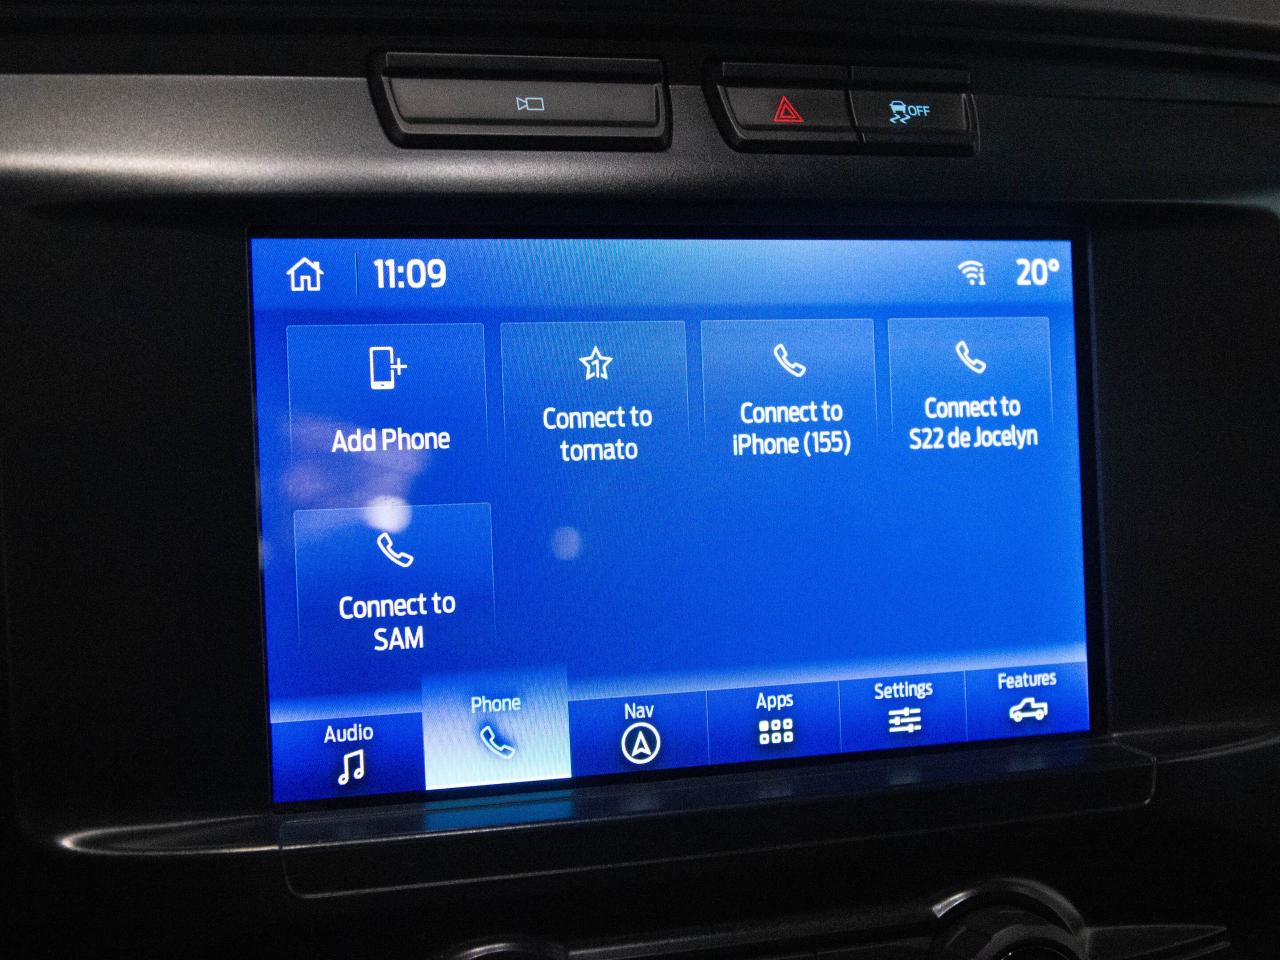 OFF
11:09
20°
Add Phone
1
Connect to
tomato
Connect to
iPhone (155)
Connect to
S22 de Jocelyn
Connect to
SAM
Audio
Phone
Nav
Apps
Settings
Features